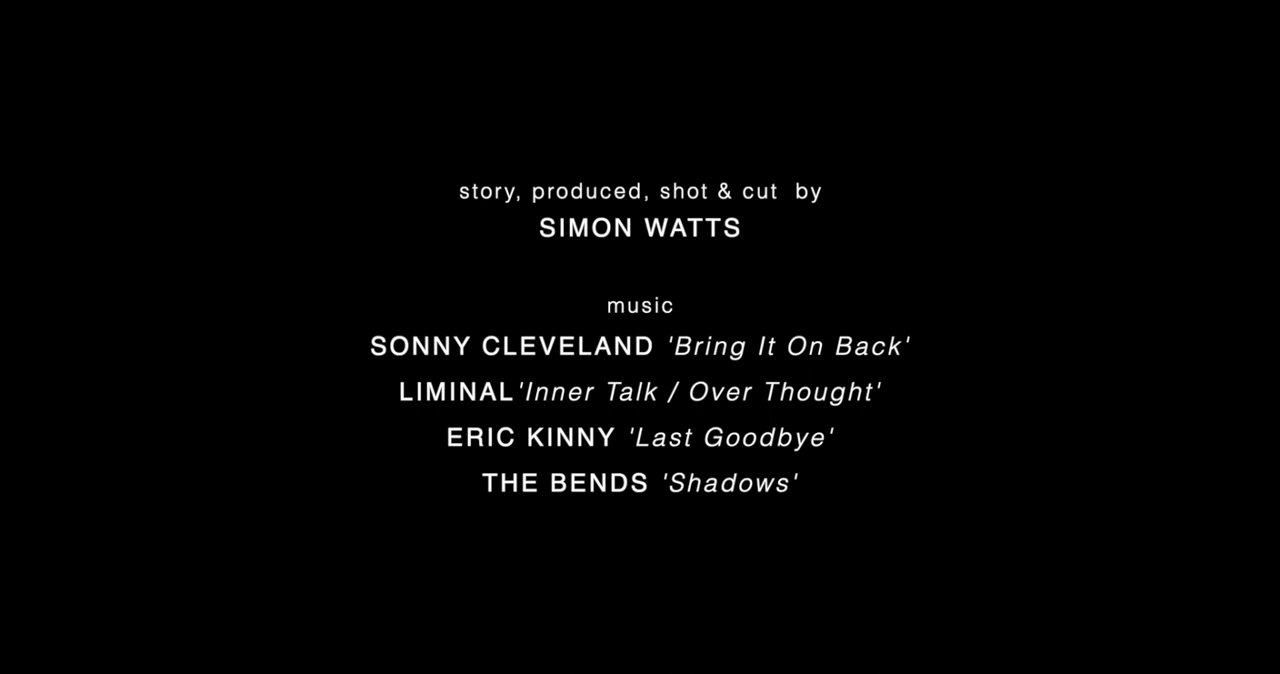 story, produced, shot & cut  by
SIMON WATTS
music
SONNY CLEVELAND 'Bring It On Back'
LIMINAL'Inner Talk / Over Thought'
ERIC KINNY 'Last Goodbye'
THE BENDS 'Shadows'